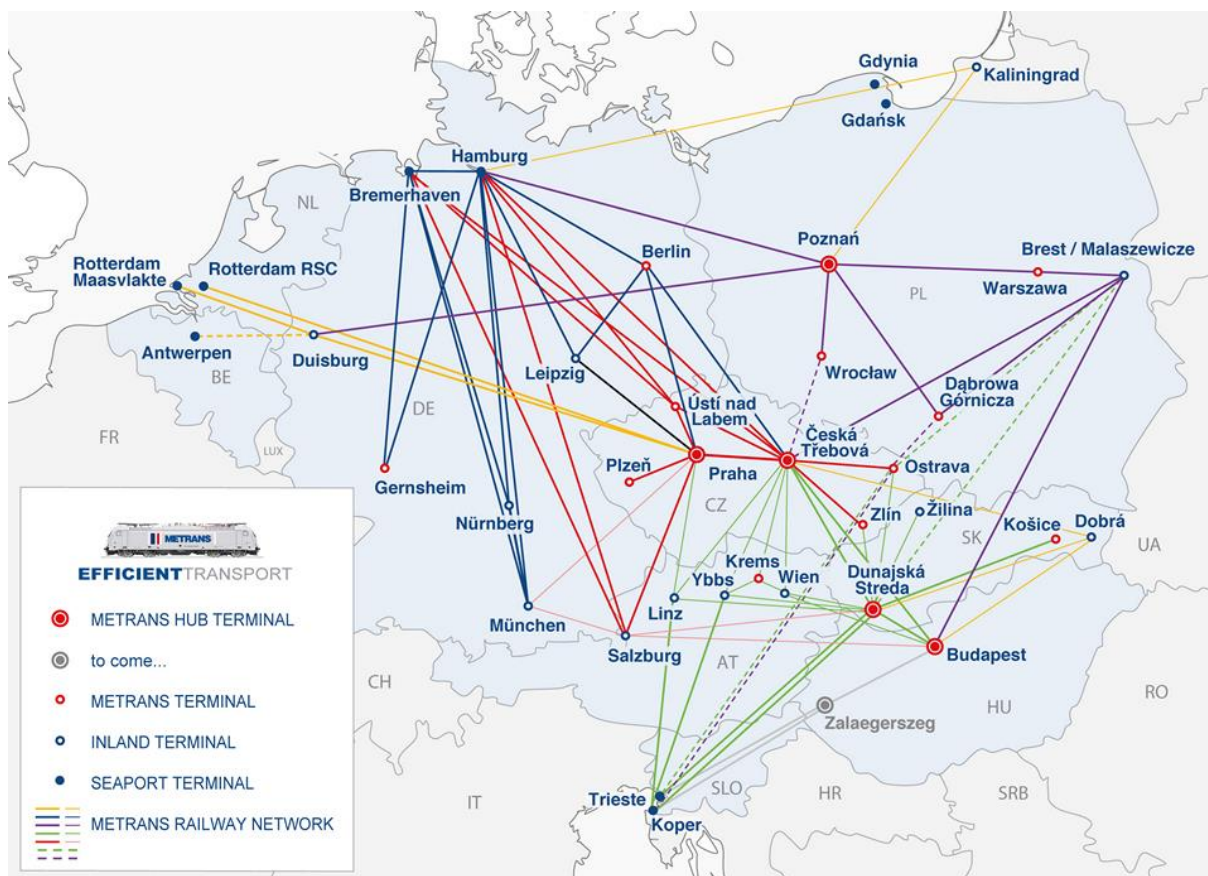 Gdynia
Kaliningrad
Gdańsk
Hamburg
Bremerhaven
NL
Berlin
Poznań
Brest / Malaszewicze
Rotterdam
Maasvlakte
Rotterdam RSC
Warszawa
PL
Antwerpen
Duisburg
BE
Leipzig
Wrocław
Dąbrowa
Górnicza
DE
Ústí nad
Labem
FR
LUX
Česká
Třebová
Praha
Ostrava
Plzeň
Gernsheim
CZ
Nürnberg
Zlín
Žilina
Košice
Dobrá
SK
UA
Krems
Ybbs
Wien
Dunajská
Streda
Linz
München
Salzburg
Budapest
AT
CH
RO
Zalaegerszeg
HU
SLO
Trieste
HR
IT
SRB
Koper
METRANS
EFFICIENTTRANSPORT
METRANS HUB TERMINAL
to come...
METRANS TERMINAL
INLAND TERMINAL
SEAPORT TERMINAL
METRANS RAILWAY NETWORK